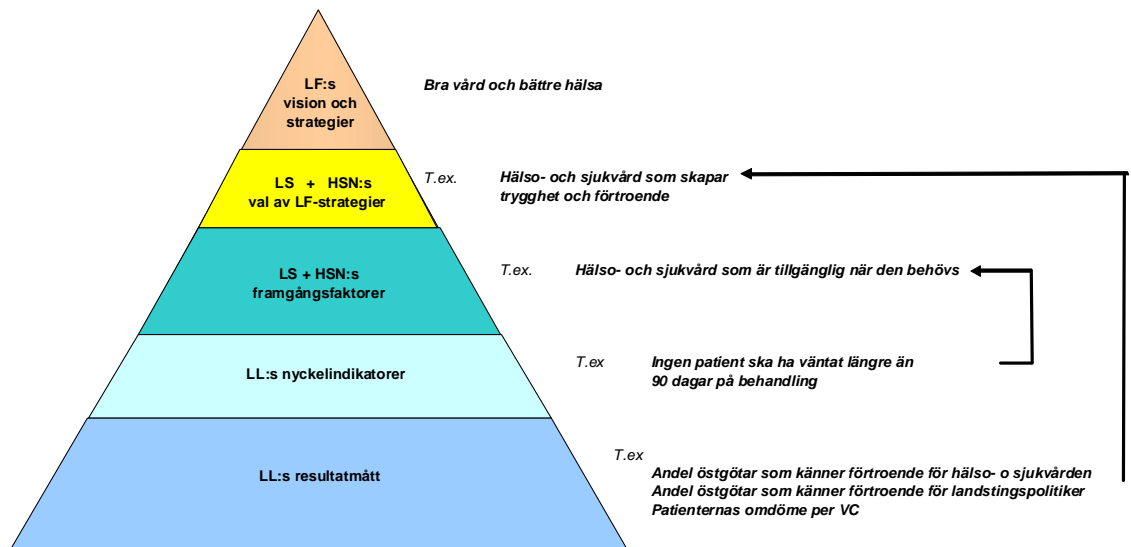 LF:s
vision och
strategier
Bra vård och bättre hälsa
LS + HSN:s
val av LF-strategier
T.ex.
Hälso- och sjukvård som skapar
trygghet och förtroende
LS + HSN:s
framgångsfaktorer
T.ex.
Hälso- och sjukvård som är tillgänglig när den behövs
LL:s nyckelindikatorer
T.ex
Ingen patient ska ha väntat längre än
90 dagar på behandling
LL:s resultatmått
T.ex
Andel östgötar som känner förtroende för hälso- o sjukvården
Andel östgötar som känner förtroende för landstingspolitiker
Patienternas omdöme per VC